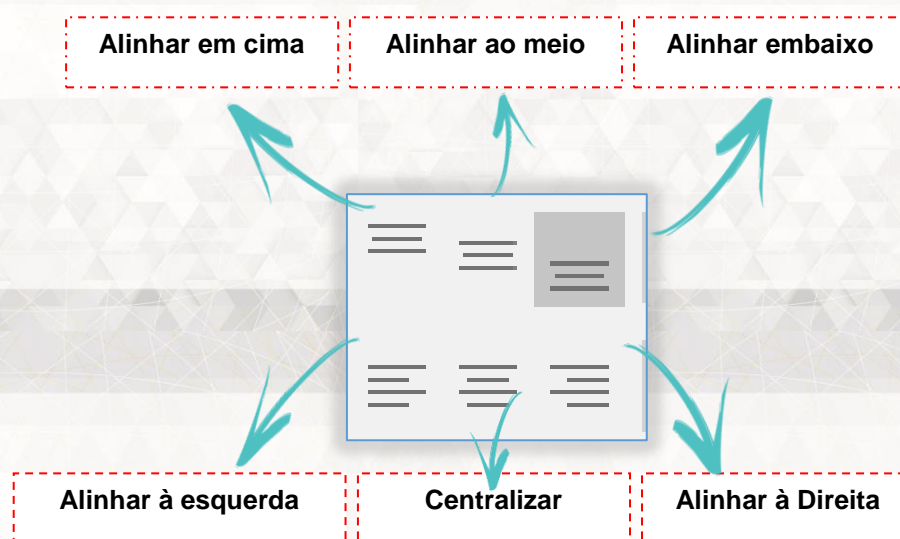 Alinhar em cima
Alinhar ao meio
Alinhar embaixo
Alinhar à esquerda
Centralizar
Alinhar à Direita